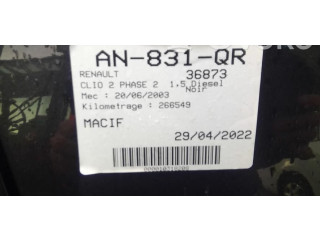 AN-831-QR
RENAULT 36873
CLIO 2 PHASE 2 1.5 Diesel
Mec : 20/06/2003 Noir
Kilometrage : 266549
MACIF
29/04/2022